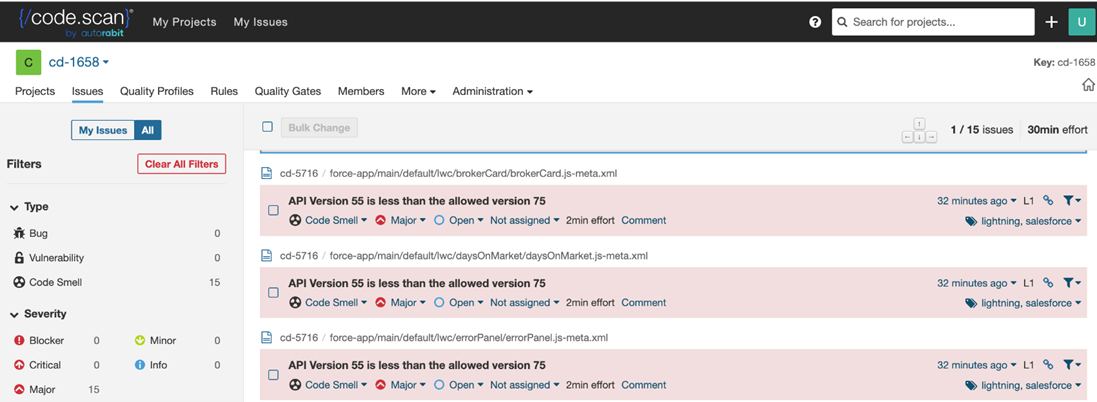 {/code.scan}®
by autorabit
My Projects My Issues
Search for projects...
U
C cd-1658
Key: cd-1658
Projects Issues Quality Profiles Rules Quality Gates Members More Administration
My Issues All
Bulk Change
1 / 15 issues 30min effort
Filters
Clear All Filters
Type
Bug 0
Vulnerability 0
Code Smell 15
Severity
Blocker 0 Minor 0
Critical 0 Info 0
Major 15
cd-5716 / force-app/main/default/lwc/brokerCard/brokerCard.js-meta.xml
API Version 55 is less than the allowed version 75
32 minutes ago L1
Code Smell Major Open Not assigned 2min effort Comment
lightning, salesforce
cd-5716 / force-app/main/default/lwc/daysOnMarket/daysOnMarket.js-meta.xml
API Version 55 is less than the allowed version 75
32 minutes ago L1
Code Smell Major Open Not assigned 2min effort Comment
lightning, salesforce
cd-5716 / force-app/main/default/lwc/errorPanel/errorPanel.js-meta.xml
API Version 55 is less than the allowed version 75
32 minutes ago L1
Code Smell Major Open Not assigned 2min effort Comment
lightning, salesforce